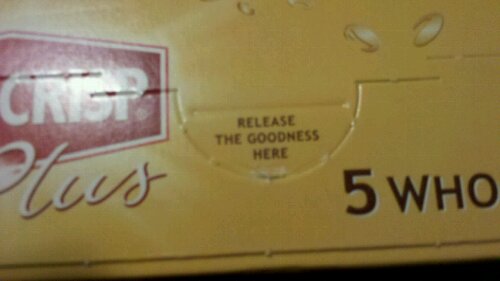 CRISP
Plus
RELEASE
THE GOODNESS
HERE
5 WHO